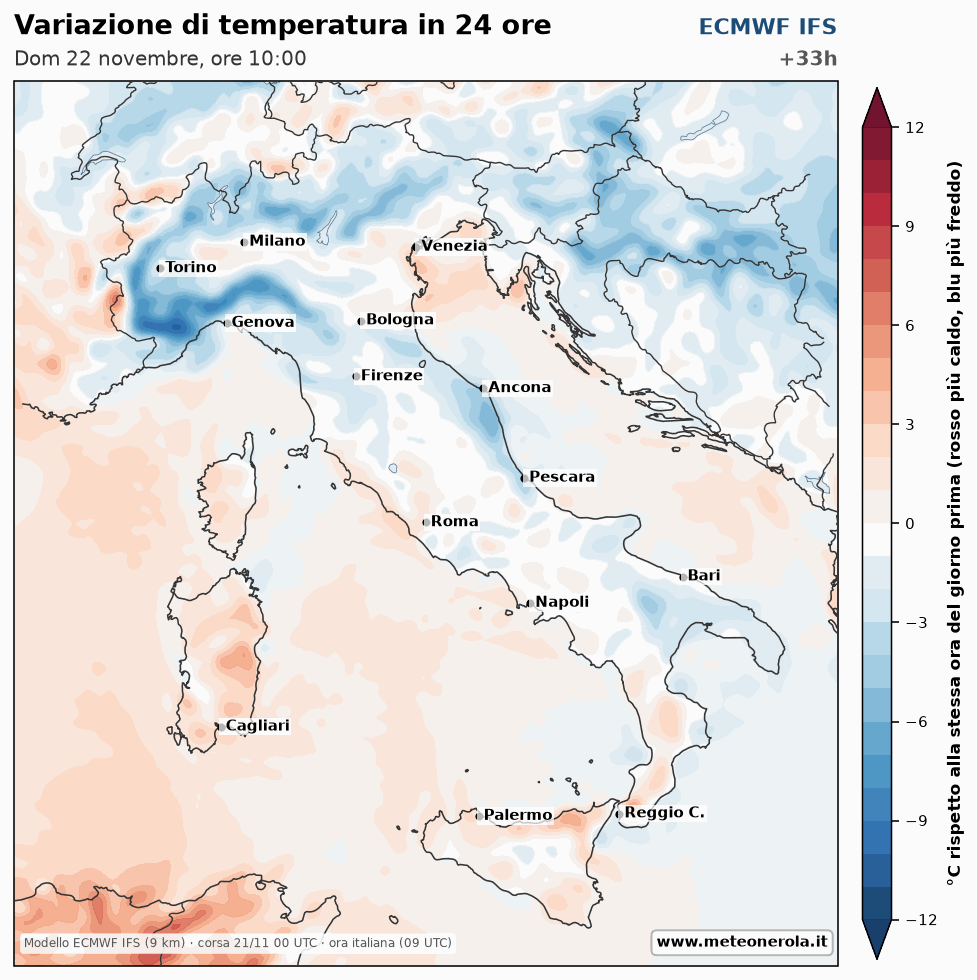 Variazione di temperatura in 24 ore
ECMWF IFS
Dom 22 novembre, ore 10:00
+33h
Milano
Venezia
Torino
Genova
Bologna
Firenze
Ancona
Pescara
Roma
Bari
Napoli
Cagliari
Palermo
Reggio C.
12
9
6
3
0
−3
−6
−9
−12
°C rispetto alla stessa ora del giorno prima (rosso più caldo, blu più freddo)
Modello ECMWF IFS (9 km) · corsa 21/11 00 UTC · ora italiana (09 UTC)
www.meteonerola.it